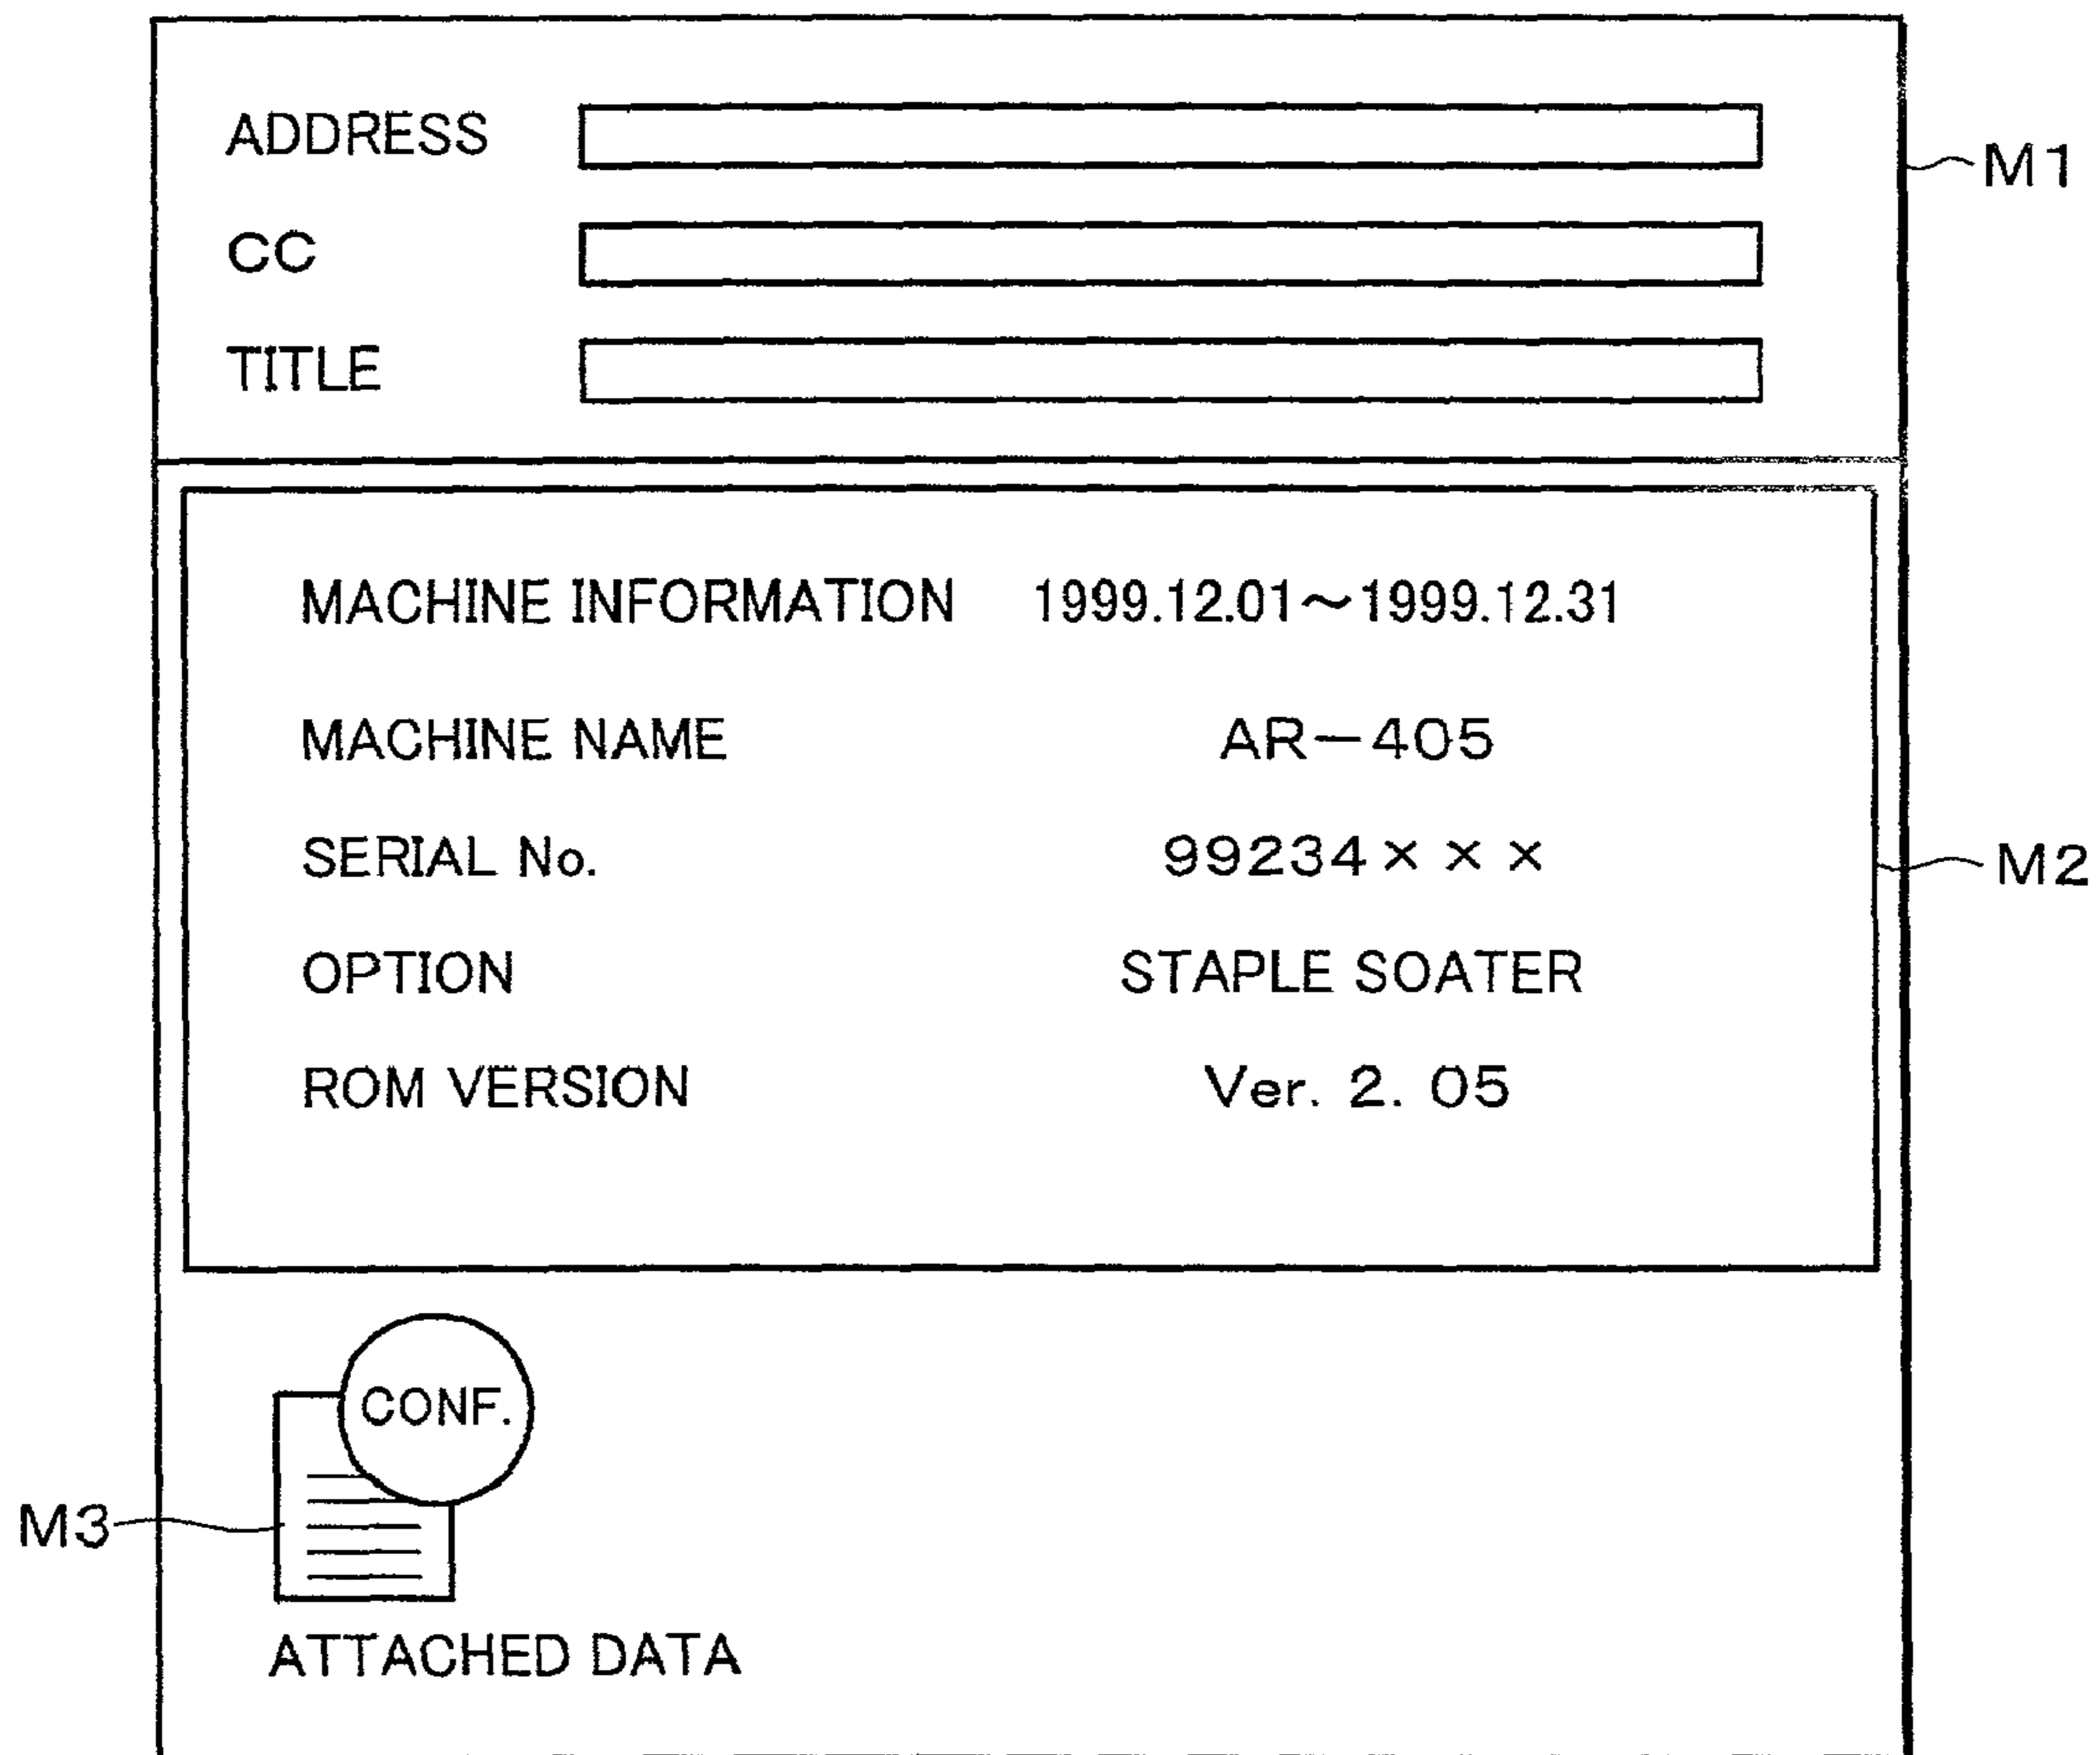 ADDRESS
M1
CC
TITLE
MACHINE INFORMATION 1999.12.01～1999.12.31
MACHINE NAME AR−405
SERIAL No. 99234×××
M2
OPTION STAPLE SOATER
ROM VERSION Ver. 2. 05
CONF.
M3
ATTACHED DATA